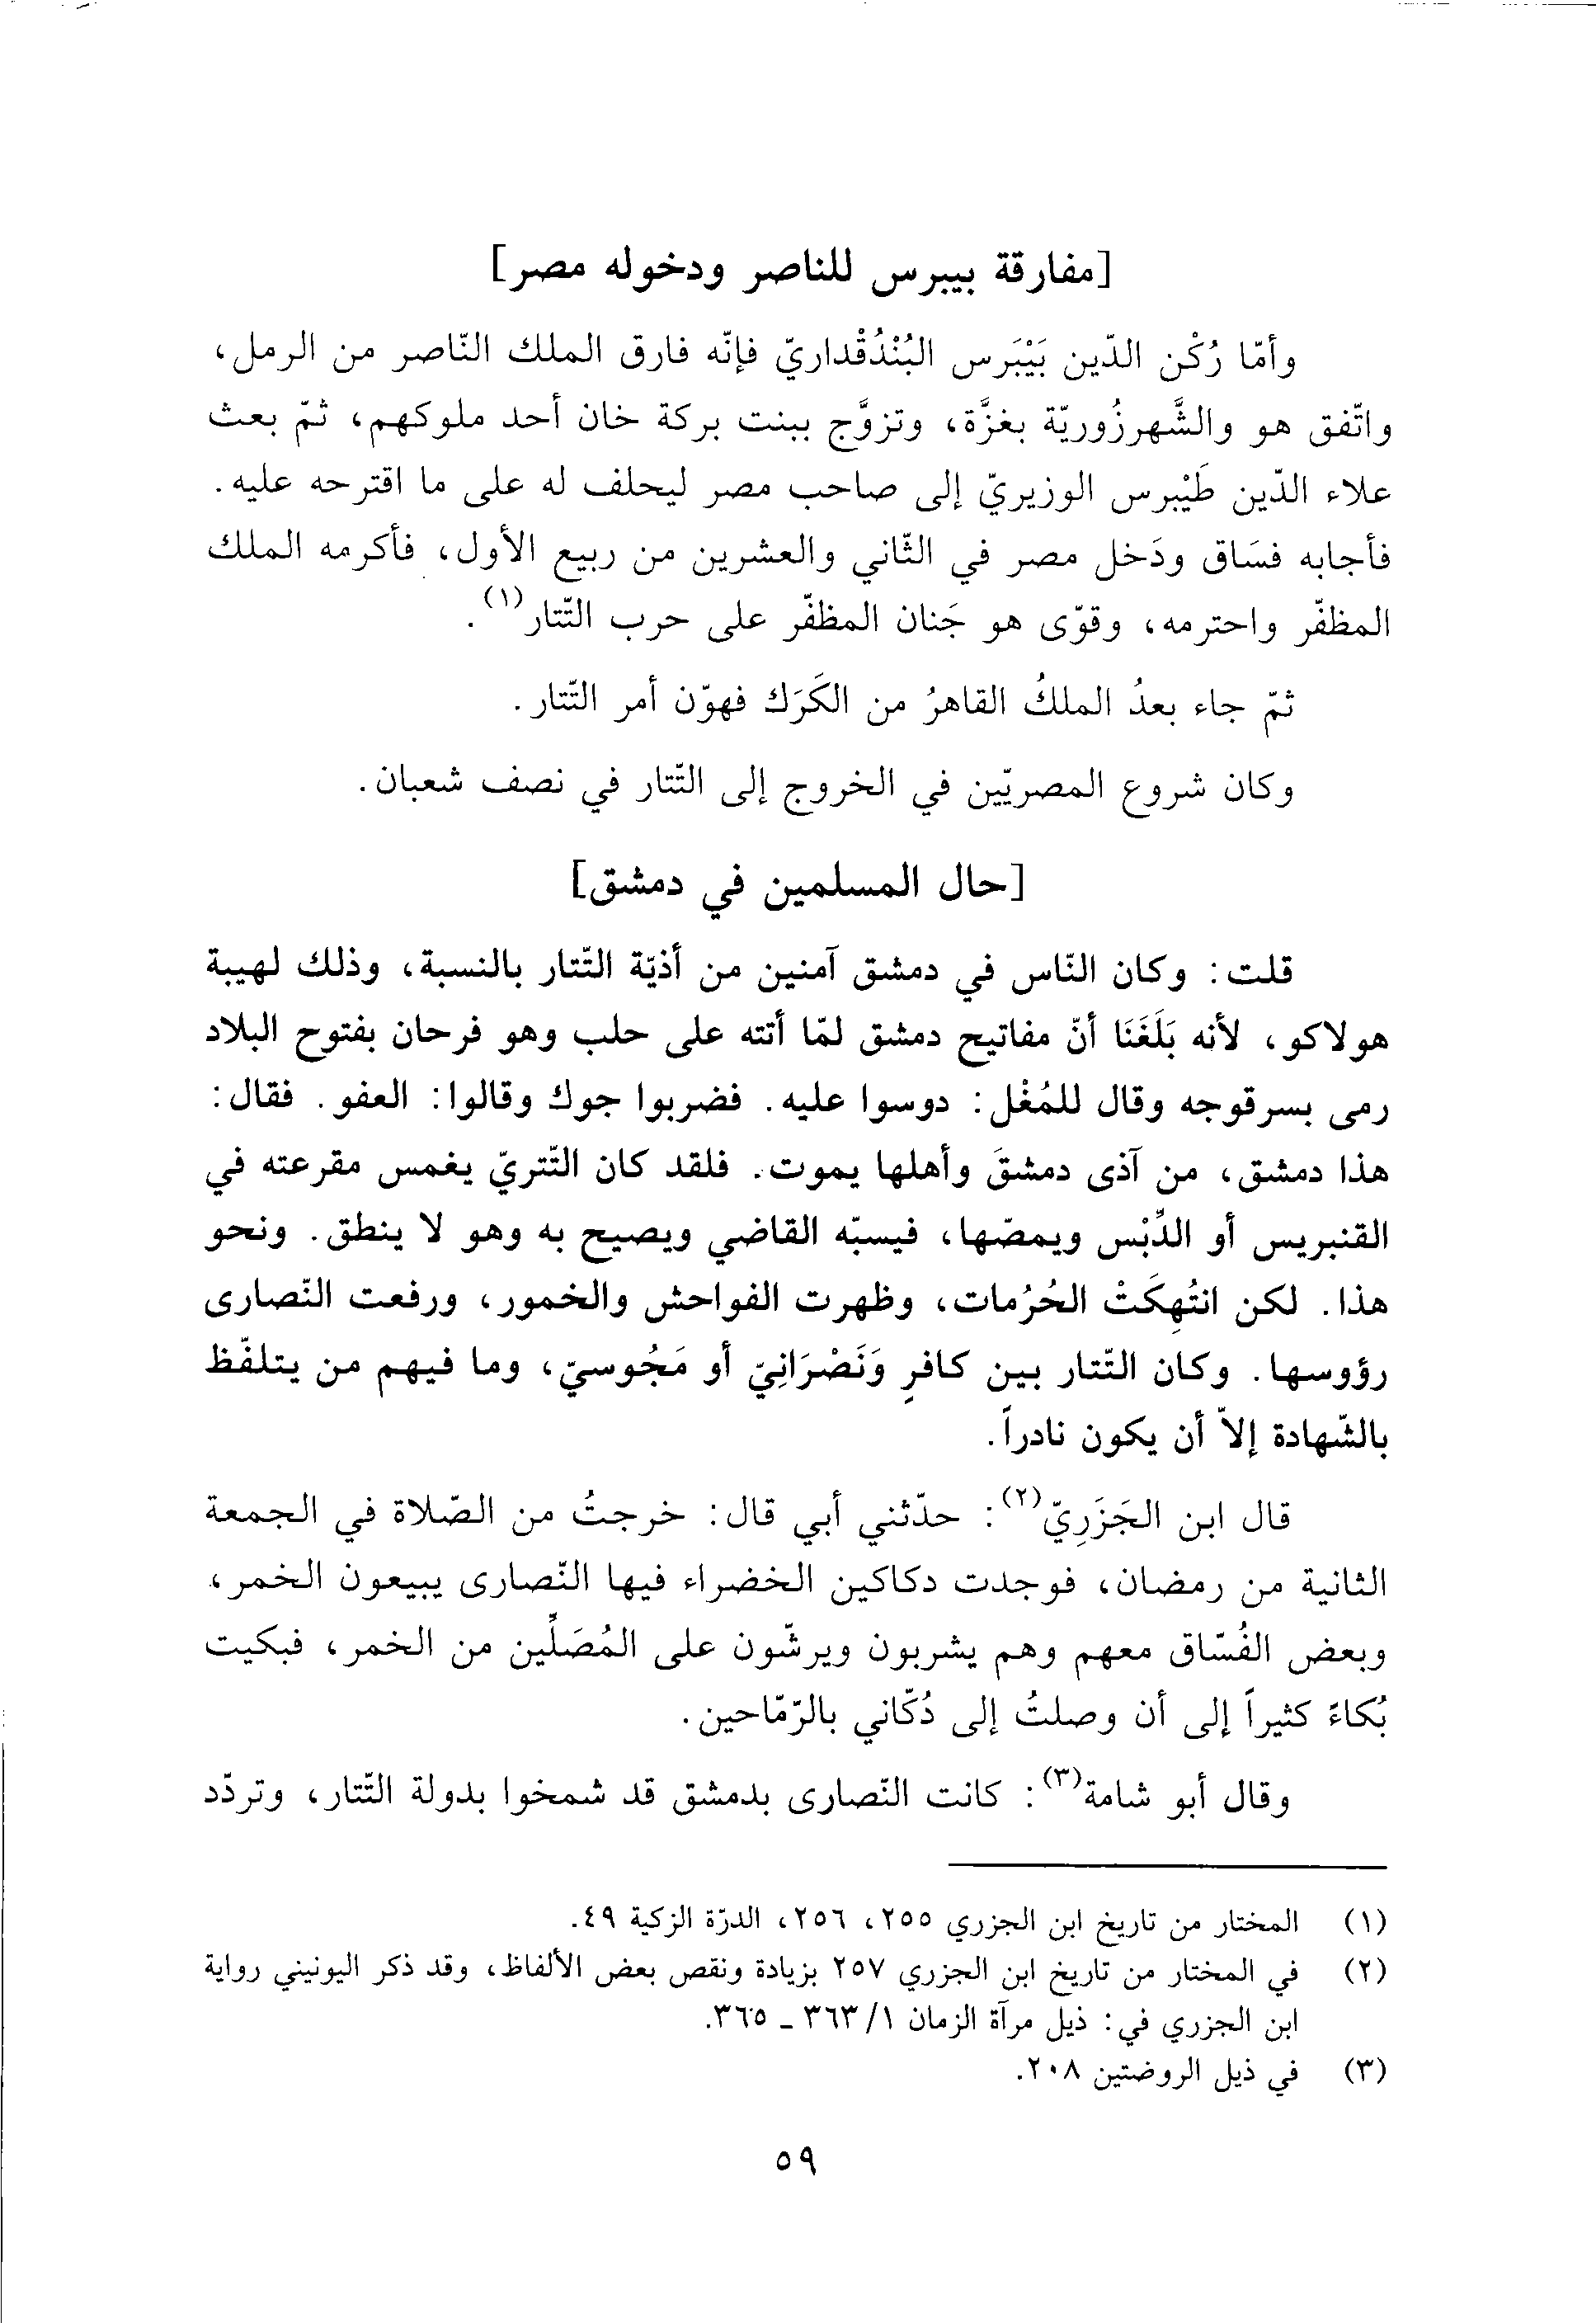 [مفارقة بيبرس للناصر ودخوله مصر]
وأمّا رُكْن الدّين بَيْبَرس البُنْدُقْداريّ فإنّه فارق الملك النّاصر من الرمل،
واتّفق هو والشَّهرزُوريّة بغزَّة، وتزوَّج ببنت بركة خان أحد ملوكهم، ثمّ بعث
علاء الدّين طَيْبرس الوزيريّ إلى صاحب مصر ليحلف له على ما اقترحه عليه.
فأجابه فسَاق ودَخل مصر في الثّاني والعشرين من ربيع الأول، فأكرمه الملك
المظفّر واحترمه، وقوّى هو جَنان المظفّر على حرب التّتار(١).
ثمّ جاء بعدُ الملكُ القاهرُ من الكَرَك فهوّن أمر التّتار.
وكان شروع المصريّين في الخروج إلى التّتار في نصف شعبان.
[حال المسلمين في دمشق]
قلت: وكان النّاس في دمشق آمنين من أذيّة التّتار بالنسبة، وذلك لهيبة
هولاكو، لأنه بَلَغَنَا أنّ مفاتيح دمشق لمّا أتته على حلب وهو فرحان بفتوح البلاد
رمى بسرقوجه وقال للمُغْل: دوسوا عليه. فضربوا جوك وقالوا: العفو. فقال:
هذا دمشق، من آذى دمشقَ وأهلها يموت. فلقد كان التّتريّ يغمس مقرعته في
القنبريس أو الدِّبْس ويمصّها، فيسبّه القاضي ويصيح به وهو لا ينطق. ونحو
هذا. لكن انتُهِكَتْ الحُرُمات، وظهرت الفواحش والخمور، ورفعت النّصارى
رؤوسها. وكان التّتار بين كافرٍ وَنَصْرَانِيّ أو مَجُوسيّ، وما فيهم من يتلفّظ
بالشّهادة إلاّ أن يكون نادراً.
قال ابن الجَزَرِيّ(٢): حدّثني أبي قال: خرجتُ من الصّلاة في الجمعة
الثانية من رمضان، فوجدت دكاكين الخضراء فيها النّصارى يبيعون الخمر،
وبعض الفُسّاق معهم وهم يشربون ويرشّون على المُصَلِّين من الخمر، فبكيت
بُكاءً كثيراً إلى أن وصلتُ إلى دُكّاني بالرّمّاحين.
وقال أبو شامة(٣): كانت النّصارى بدمشق قد شمخوا بدولة التّتار، وتردّد
(١) المختار من تاريخ ابن الجزري ٢٥٥، ٢٥٦، الدرّة الزكية ٤٩.
(٢) في المختار من تاريخ ابن الجزري ٢٥٧ بزيادة ونقص بعض الألفاظ، وقد ذكر اليونيني رواية
ابن الجزري في: ذيل مرآة الزمان ١/ ٣٦٣ ـ ٣٦٥.
(٣) في ذيل الروضتين ٢٠٨.
٥٩